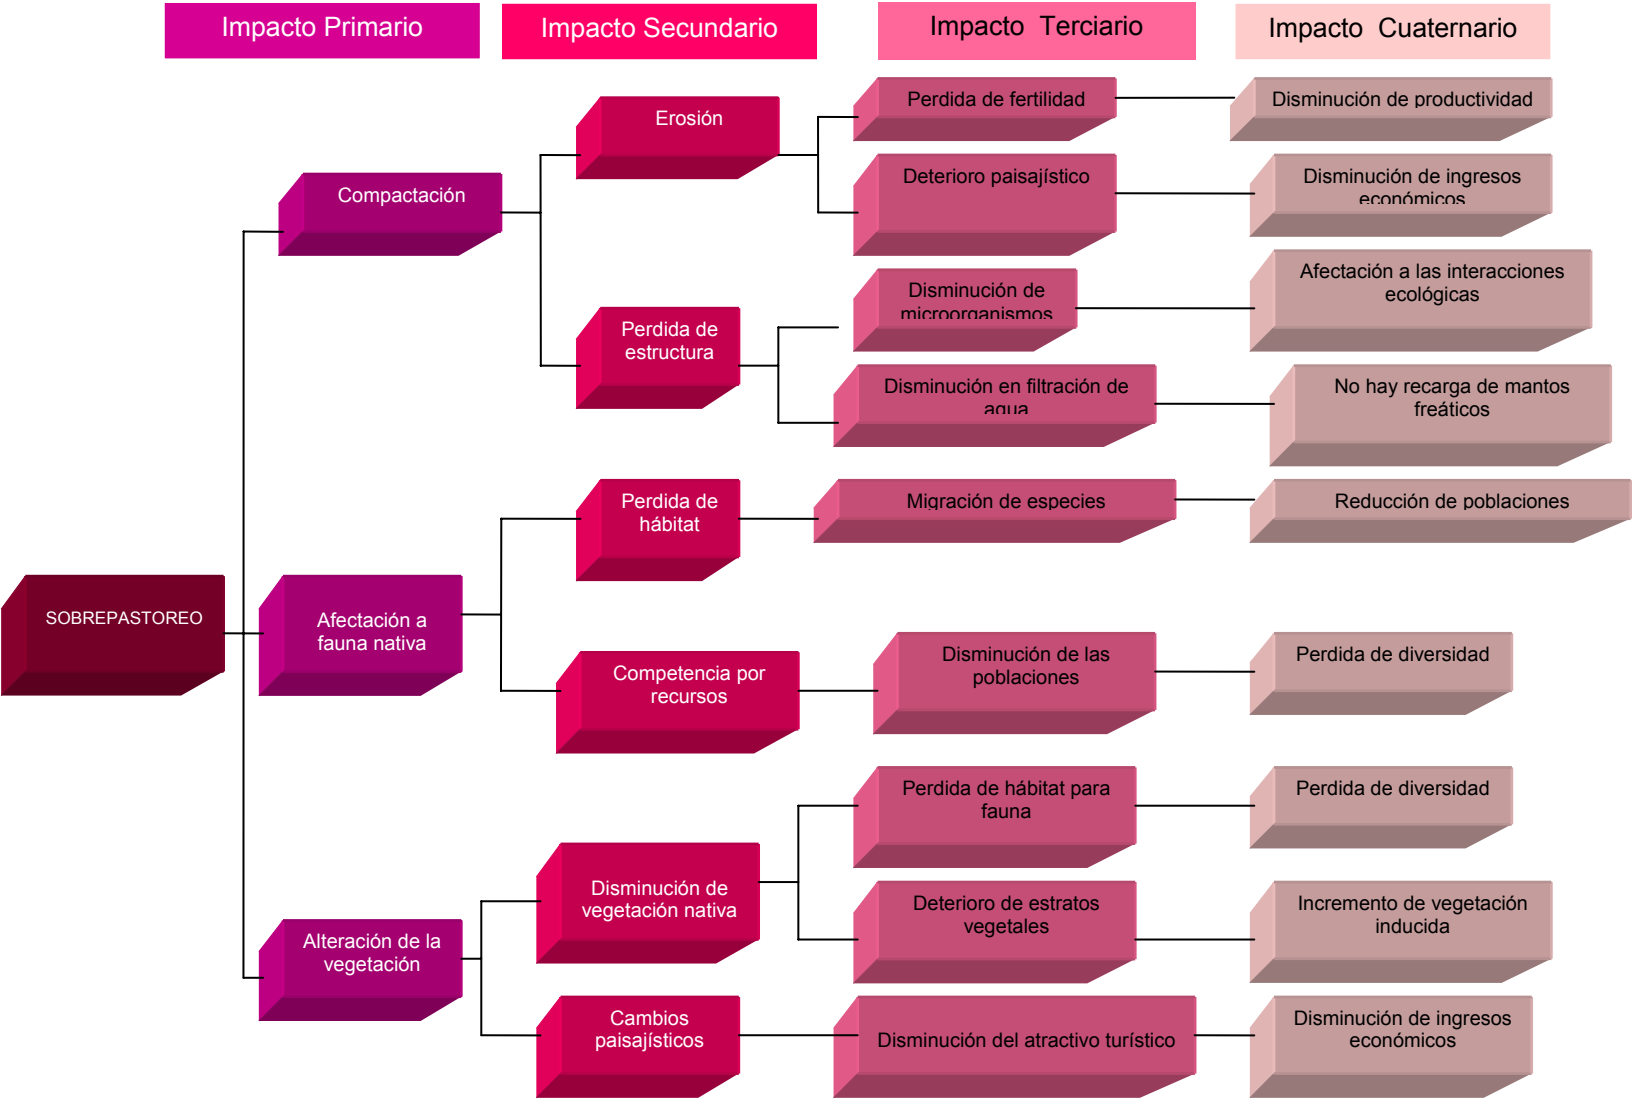 Impacto Primario
Impacto Secundario
Impacto Terciario
Impacto Cuaternario
SOBREPASTOREO
Compactación
Erosión
Perdida de fertilidad
Disminución de productividad
Deterioro paisajístico
Disminución de ingresos
económicos
Perdida de
estructura
Disminución de
microorganismos
Afectación a las interacciones
ecológicas
Disminución en filtración de
agua
No hay recarga de mantos
freáticos
Afectación a
fauna nativa
Perdida de
hábitat
Migración de especies
Reducción de poblaciones
Competencia por
recursos
Disminución de las
poblaciones
Perdida de diversidad
Alteración de la
vegetación
Disminución de
vegetación nativa
Perdida de hábitat para
fauna
Perdida de diversidad
Deterioro de estratos
vegetales
Incremento de vegetación
inducida
Cambios
paisajísticos
Disminución del atractivo turístico
Disminución de ingresos
económicos